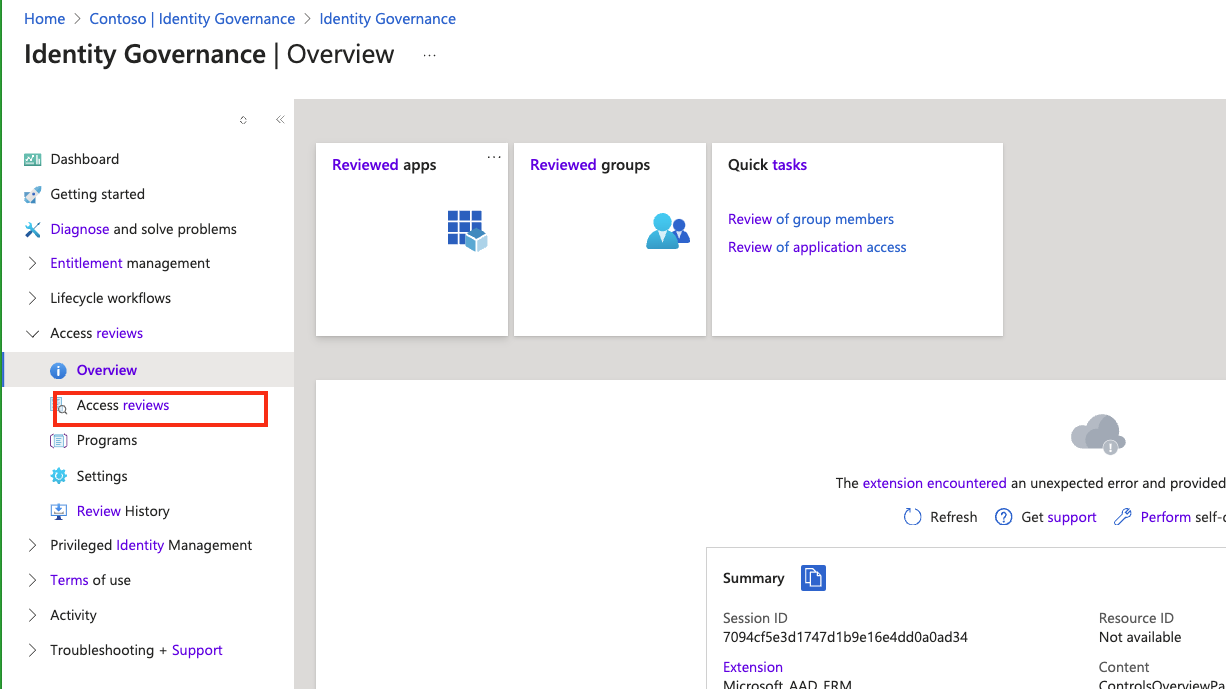 Home > Contoso | Identity Governance > Identity Governance
Identity Governance | Overview ...
Dashboard
Getting started
Diagnose and solve problems
Entitlement management
Lifecycle workflows
Access reviews
Overview
Access reviews
Programs
Settings
Review History
Privileged Identity Management
Terms of use
Activity
Troubleshooting + Support
Reviewed apps ...
Reviewed groups
Quick tasks
Review of group members
Review of application access
The extension encountered an unexpected error and provided
Refresh
Get support
Perform
Summary
Session ID
7094cf5e3d1747d1b9e16e4dd0a0ad34
Resource ID
Not available
Extension
Microsoft_AAD_ERM
Content